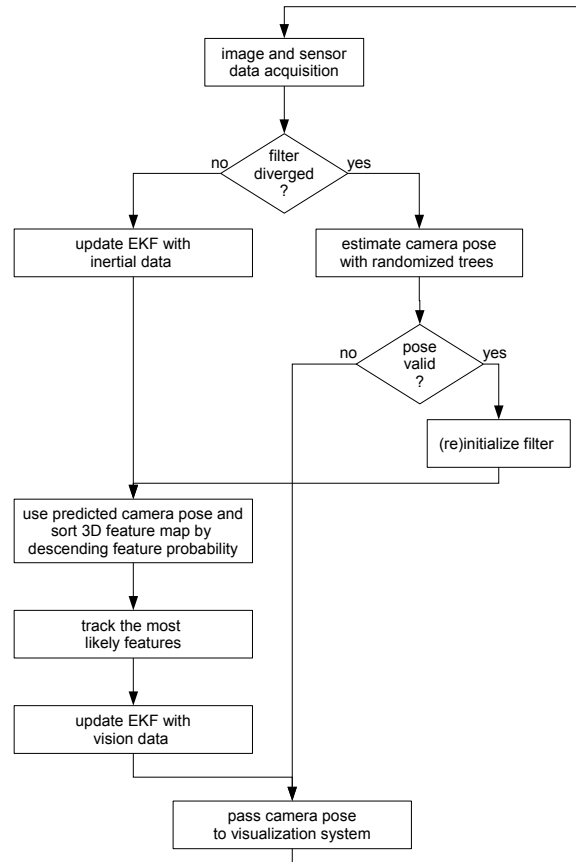 image and sensor
data acquisition
no
filter
diverged
?
yes
update EKF with
inertial data
estimate camera pose
with randomized trees
no
pose
valid
?
yes
(re)initialize filter
use predicted camera pose and
sort 3D feature map by
descending feature probability
track the most
likely features
update EKF with
vision data
pass camera pose
to visualization system